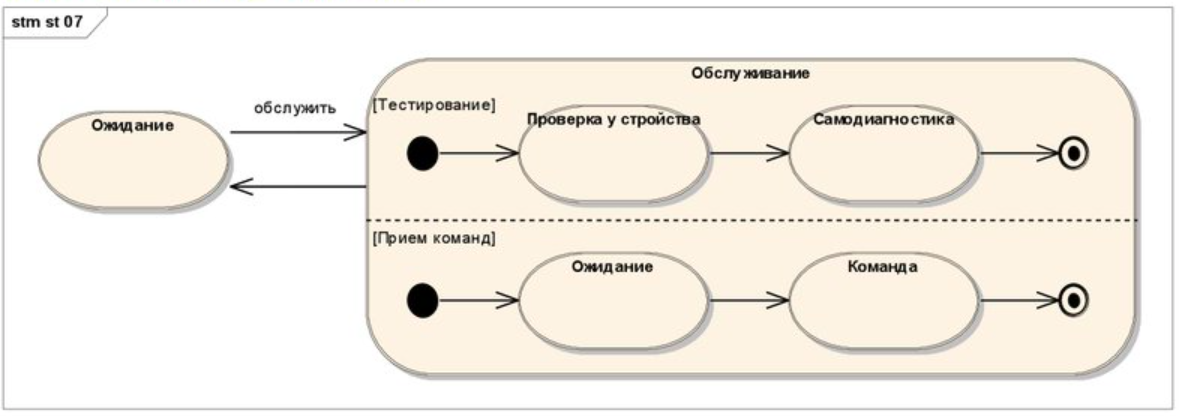 stm st 07
Обслуживание
обслужить
[Тестирование]
Ожидание
Проверка у стройства
Самодиагностика
[Прием команд]
Ожидание
Команда